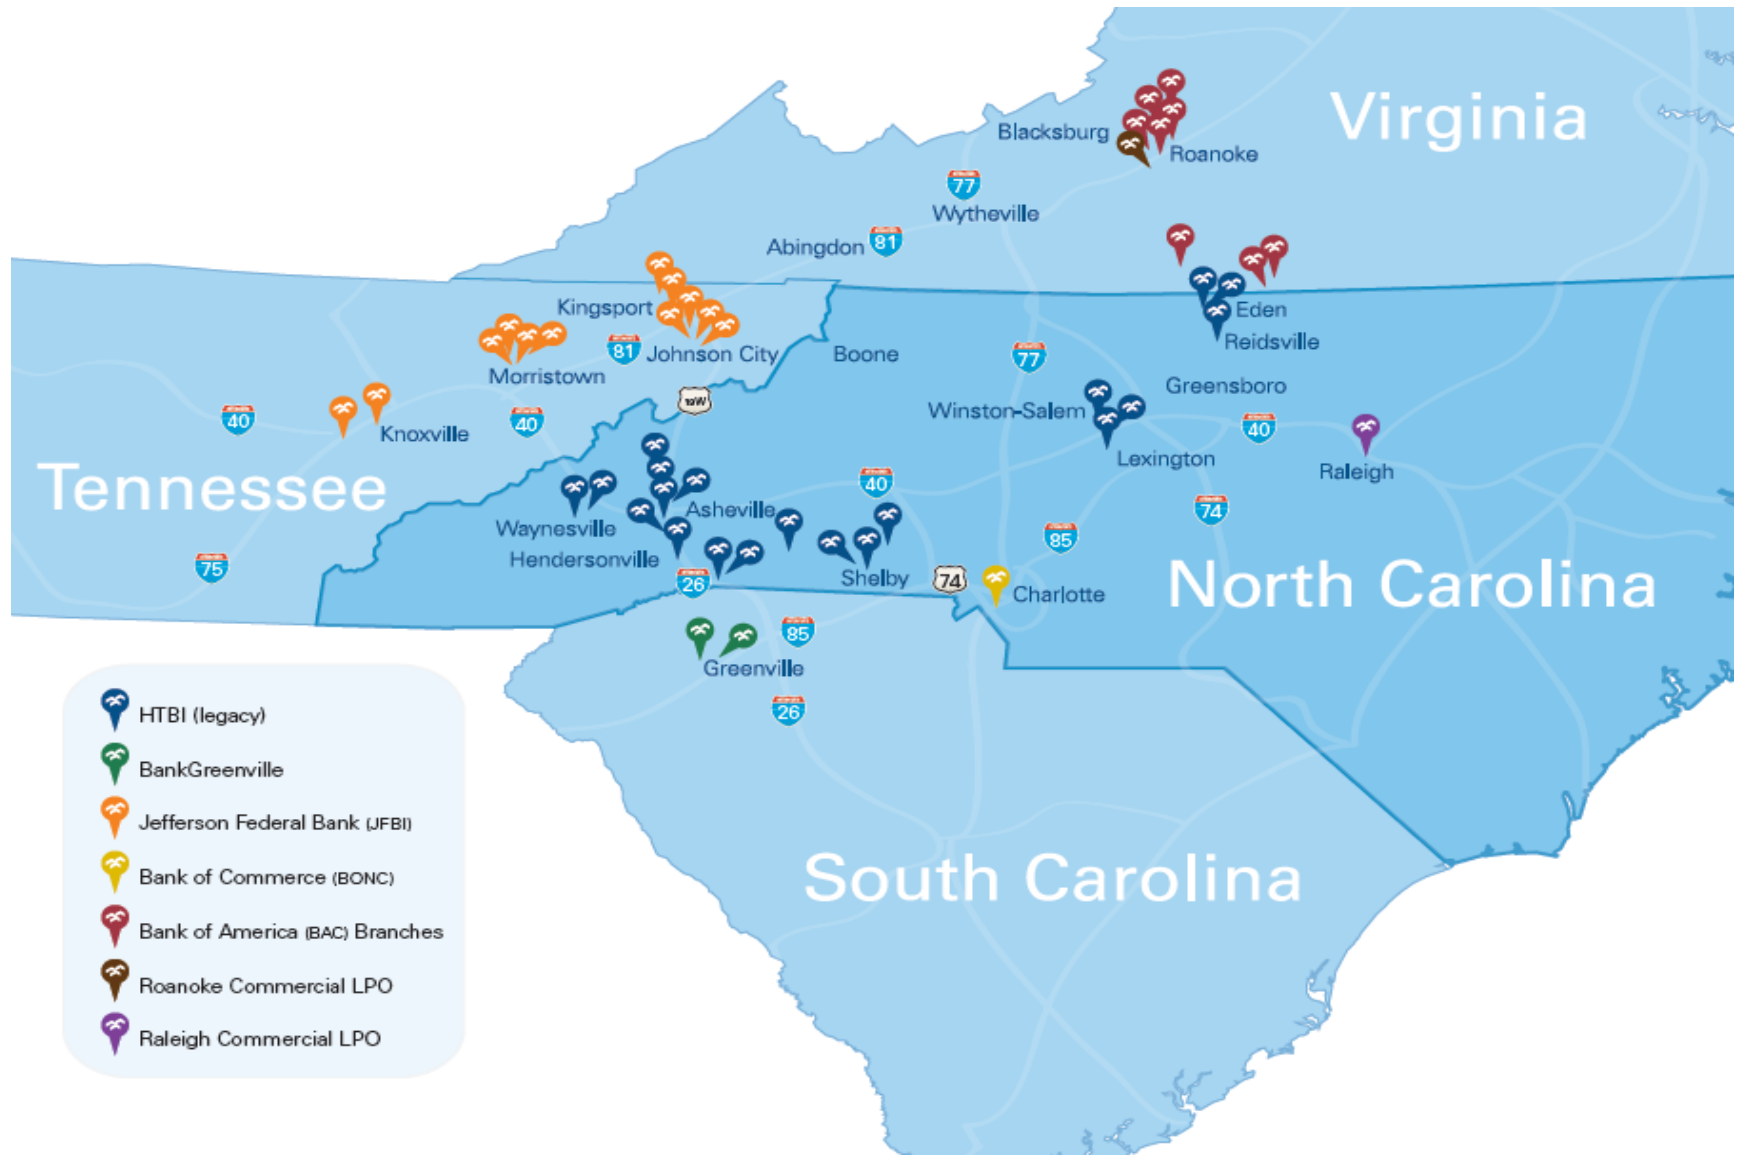 Virginia
Blacksburg
Roanoke
77
Wytheville
Abingdon
81
Kingsport
Eden
Reidsville
81
Johnson City
Boone
77
Morristown
Greensboro
19W
Winston-Salem
40
Knoxville
40
40
Lexington
Raleigh
Tennessee
40
Asheville
74
Waynesville
Hendersonville
85
75
Shelby
74
26
Charlotte
North Carolina
85
Greenville
26
South Carolina
HTBI (legacy)
BankGreenville
Jefferson Federal Bank (JFBI)
Bank of Commerce (BONC)
Bank of America (BAC) Branches
Roanoke Commercial LPO
Raleigh Commercial LPO